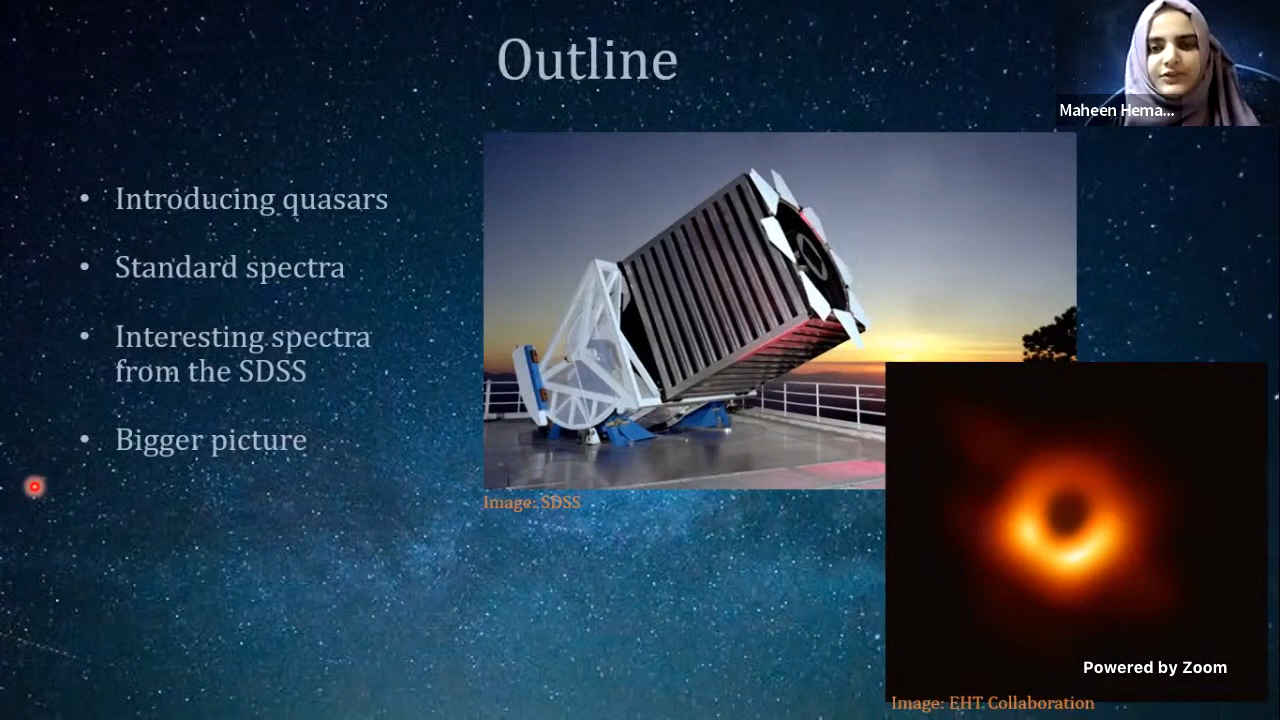 Outline
Maheen Hema...
• Introducing quasars
• Standard spectra
• Interesting spectra
from the SDSS
• Bigger picture
Image: SDSS
Powered by Zoom
Image: EHT Collaboration